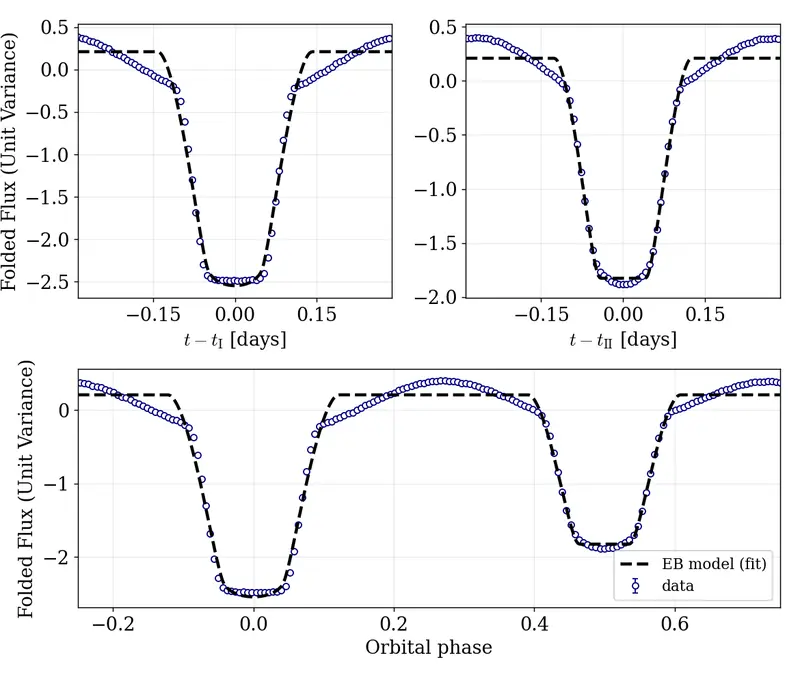 Folded Flux (Unit Variance)
0.5
0.0
−0.5
−1.0
−1.5
−2.0
−2.5
−0.15 0.00 0.15
t − tI [days]
0.5
0.0
−0.5
−1.0
−1.5
−2.0
−0.15 0.00 0.15
t − tII [days]
Folded Flux (Unit Variance)
0
−1
−2
EB model (fit)
data
−0.2 0.0 0.2 0.4 0.6
Orbital phase